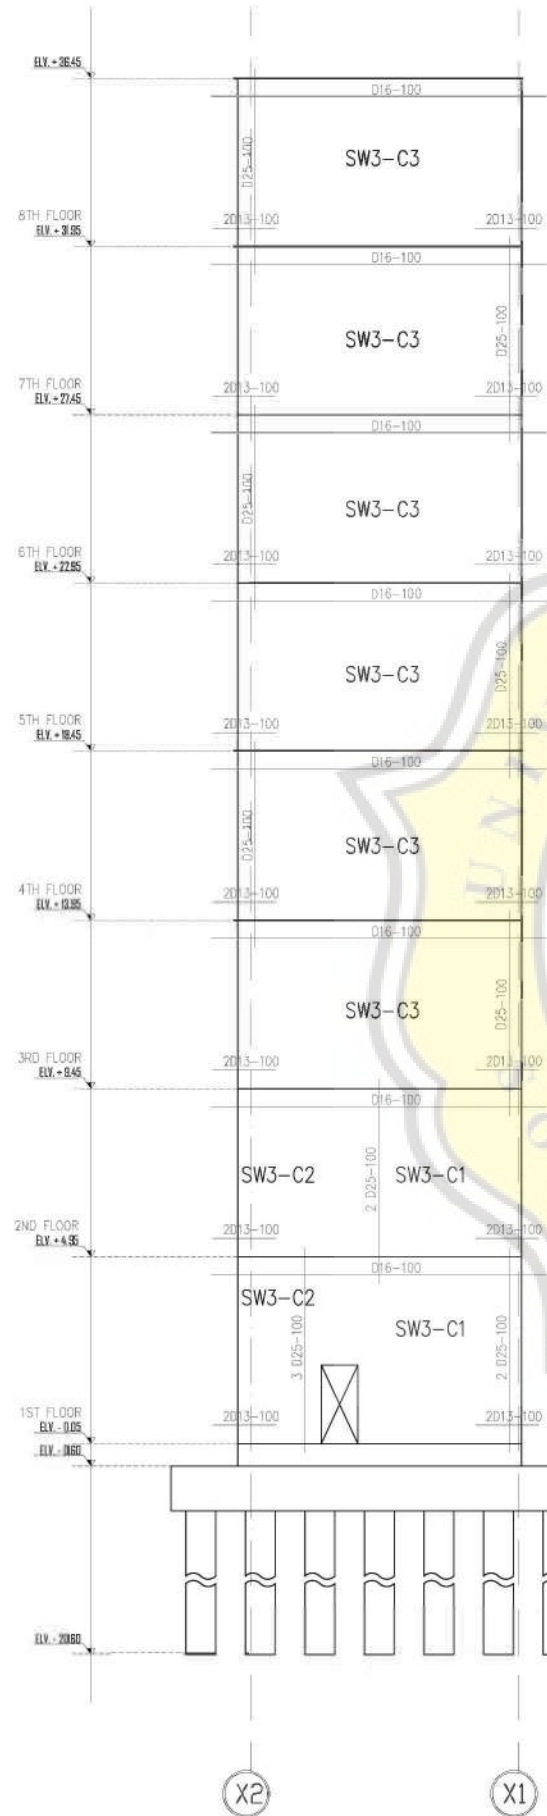 ELV. + 36.45
D16-100
D25-100
SW3-C3
8TH FLOOR
ELV. + 31.95
2D13-100
2D13-100
D16-100
SW3-C3
D25-100
7TH FLOOR
ELV. + 27.45
2D13-100
2D13-100
D16-100
D25-100
SW3-C3
6TH FLOOR
ELV. + 22.95
2D13-100
2D13-100
D16-100
SW3-C3
D25-100
5TH FLOOR
ELV. + 18.45
2D13-100
2D13-100
D16-100
D25-100
SW3-C3
4TH FLOOR
ELV. + 13.95
2D13-100
2D13-100
D16-100
SW3-C3
D25-100
3RD FLOOR
ELV. + 9.45
2D13-100
2D13-100
D16-100
SW3-C2
2 D25-100
SW3-C1
2ND FLOOR
ELV. + 4.95
2D13-100
2D13-100
D16-100
SW3-C2
3 D25-100
SW3-C1
2 D25-100
1ST FLOOR
ELV. - 0.05
2D13-100
2D13-100
ELV. - 01.60
ELV. - 20.160
X2
X1
UNI